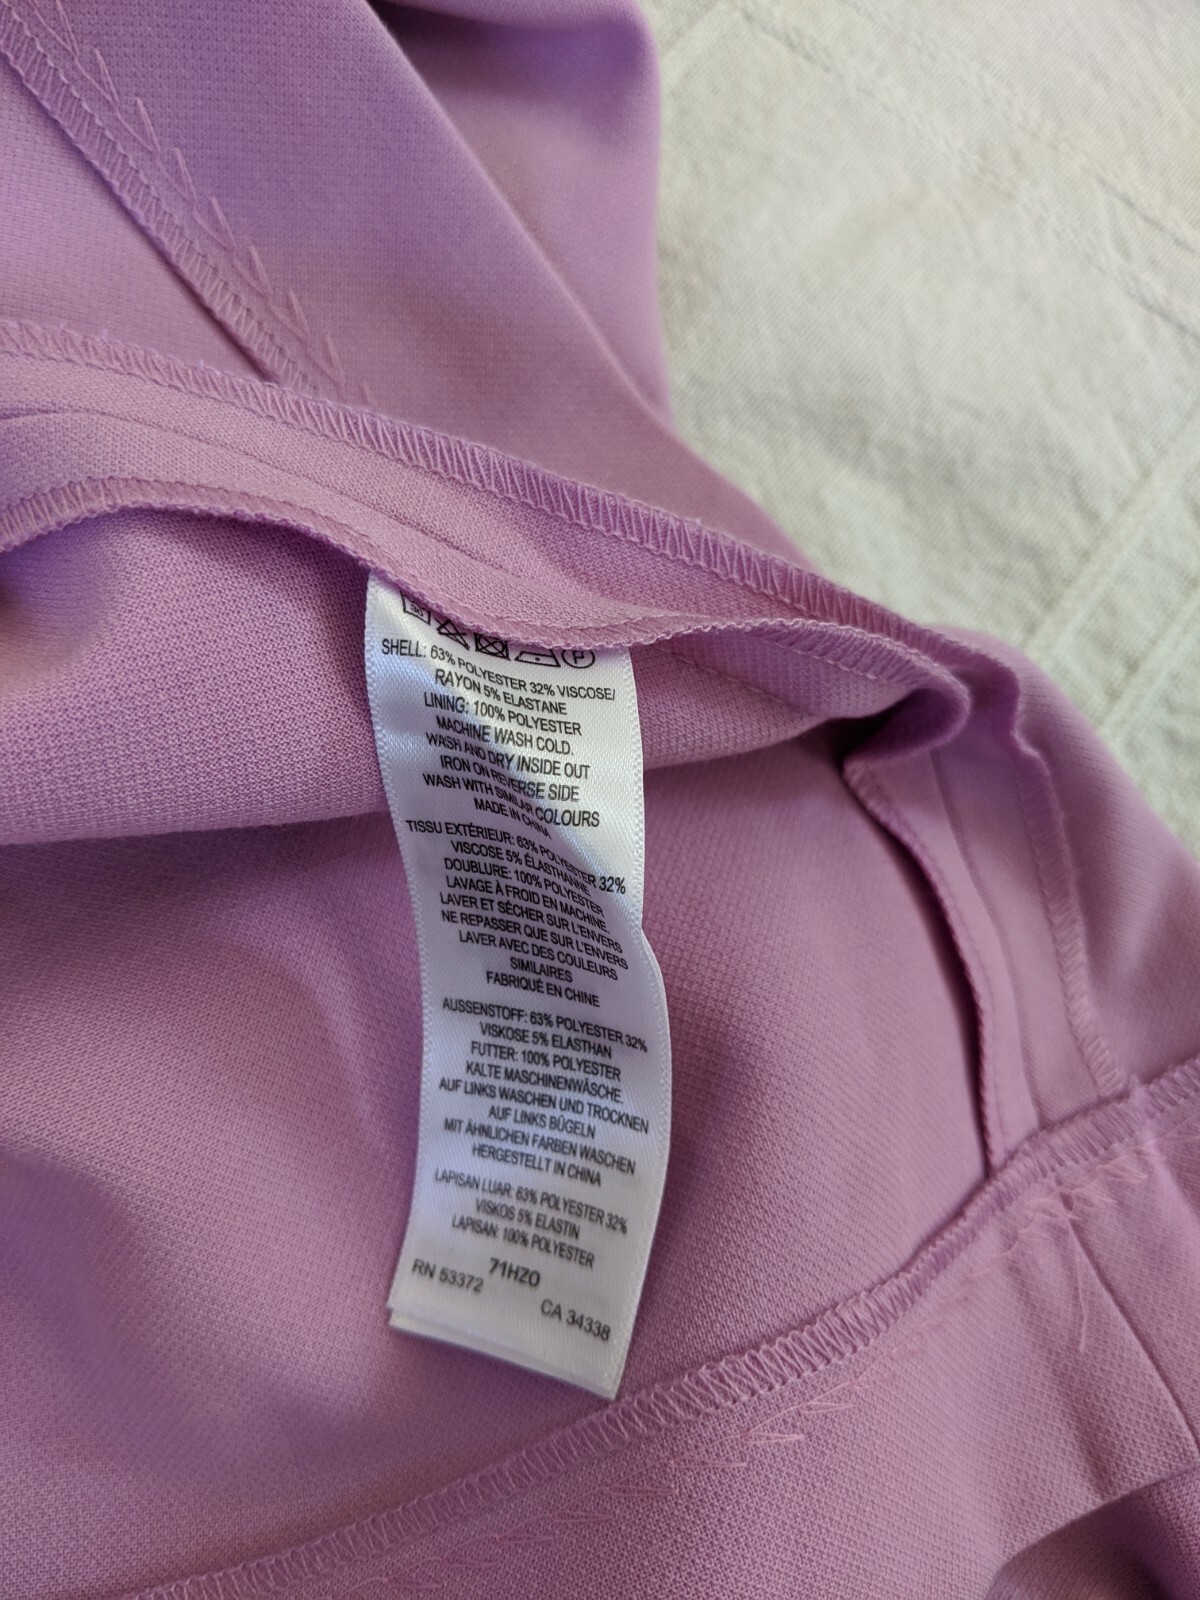 SHELL: 63% POLYESTER 32% VISCOSE/
RAYON 5% ELASTANE
LINING: 100% POLYESTER
MACHINE WASH COLD.
WASH AND DRY INSIDE OUT
IRON ON REVERSE SIDE
WASH WITH SIMILAR COLOURS
MADE IN CHINA
TISSU EXTÉRIEUR: 63% POLYESTER 32%
VISCOSE 5% ÉLASTHANNE
DOUBLURE: 100% POLYESTER
LAVAGE À FROID EN MACHINE.
LAVER ET SÉCHER SUR L'ENVERS
NE REPASSER QUE SUR L'ENVERS
LAVER AVEC DES COULEURS
SIMILAIRES
FABRIQUÉ EN CHINE
AUSSENSTOFF: 63% POLYESTER 32%
VISKOSE 5% ELASTHAN
FUTTER: 100% POLYESTER
KALTE MASCHINENWÄSCHE.
AUF LINKS WASCHEN UND TROCKNEN
AUF LINKS BÜGELN
MIT ÄHNLICHEN FARBEN WASCHEN
HERGESTELLT IN CHINA
LAPISAN LUAR: 63% POLYESTER 32%
VISKOS 5% ELASTIN
LAPISAN: 100% POLYESTER
71HZO
RN 53372 CA 34338